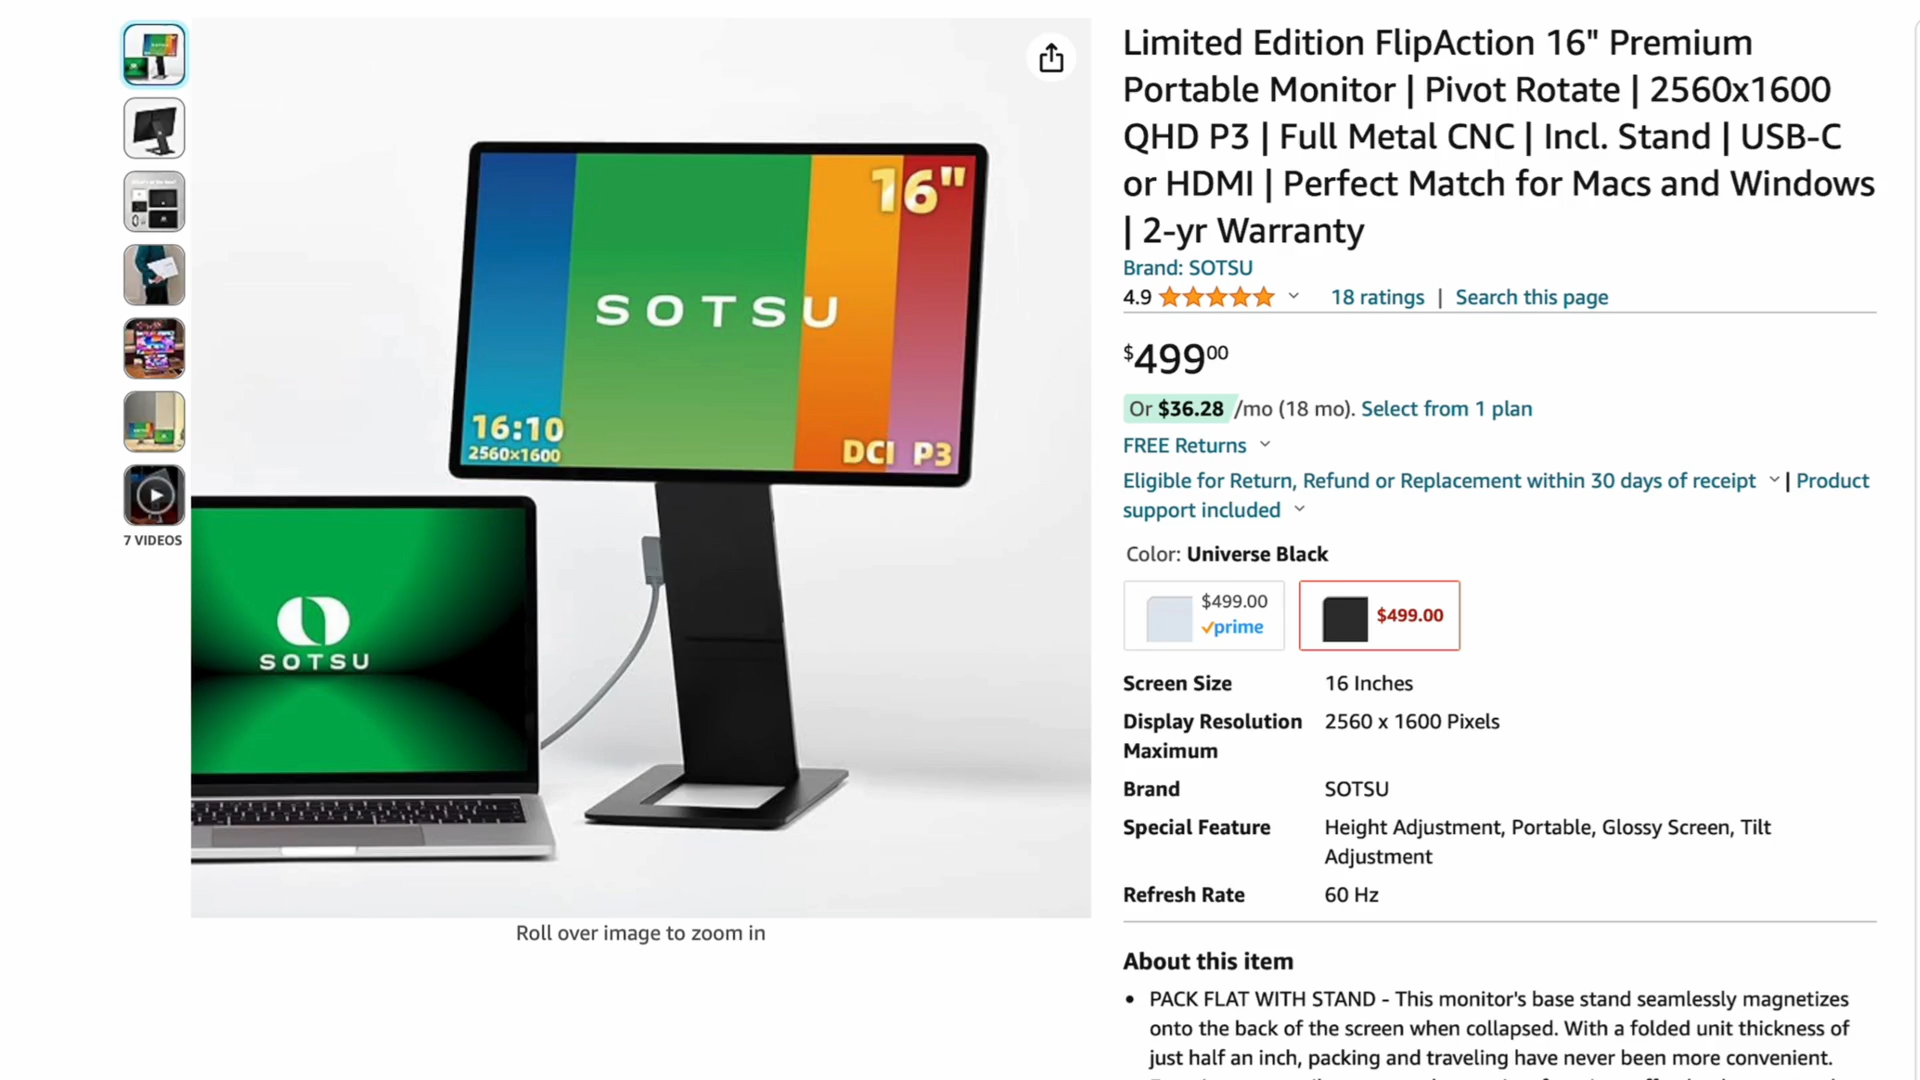 Limited Edition FlipAction 16" Premium
Portable Monitor | Pivot Rotate | 2560x1600
QHD P3 | Full Metal CNC | Incl. Stand | USB-C
or HDMI | Perfect Match for Macs and Windows
| 2-yr Warranty
Brand: SOTSU
4.9 18 ratings | Search this page
$49900
Or $36.28 /mo (18 mo). Select from 1 plan
FREE Returns
Eligible for Return, Refund or Replacement within 30 days of receipt | Product
support included
Color: Universe Black
$499.00
prime
$499.00
Screen Size 16 Inches
Display Resolution 2560 x 1600 Pixels
Maximum
Brand SOTSU
Special Feature Height Adjustment, Portable, Glossy Screen, Tilt
Adjustment
Refresh Rate 60 Hz
About this item
• PACK FLAT WITH STAND - This monitor's base stand seamlessly magnetizes
onto the back of the screen when collapsed. With a folded unit thickness of
just half an inch, packing and traveling have never been more convenient.
16"
SOTSU
16:10
2560×1600
DCI P3
SOTSU
7 VIDEOS
Roll over image to zoom in